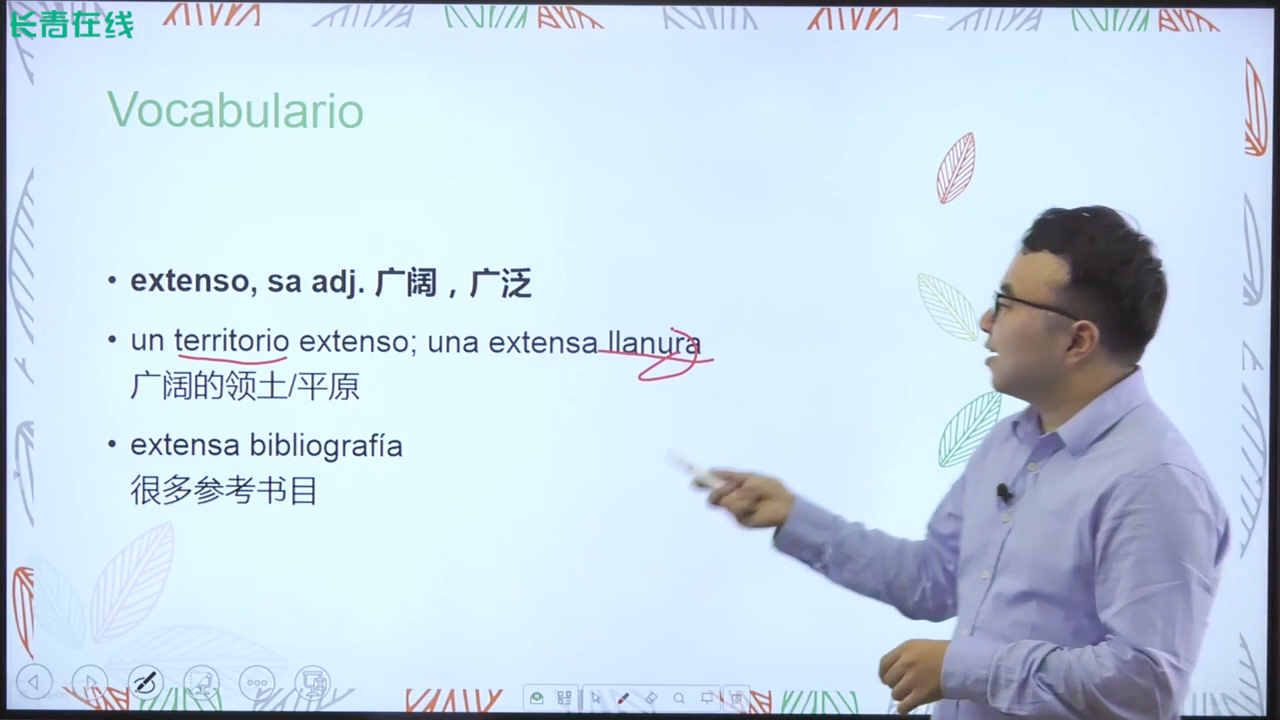 长青在线
Vocabulario
• extenso, sa adj. 广阔，广泛
• un territorio extenso; una extensa llanura
广阔的领土/平原
• extensa bibliografía
很多参考书目